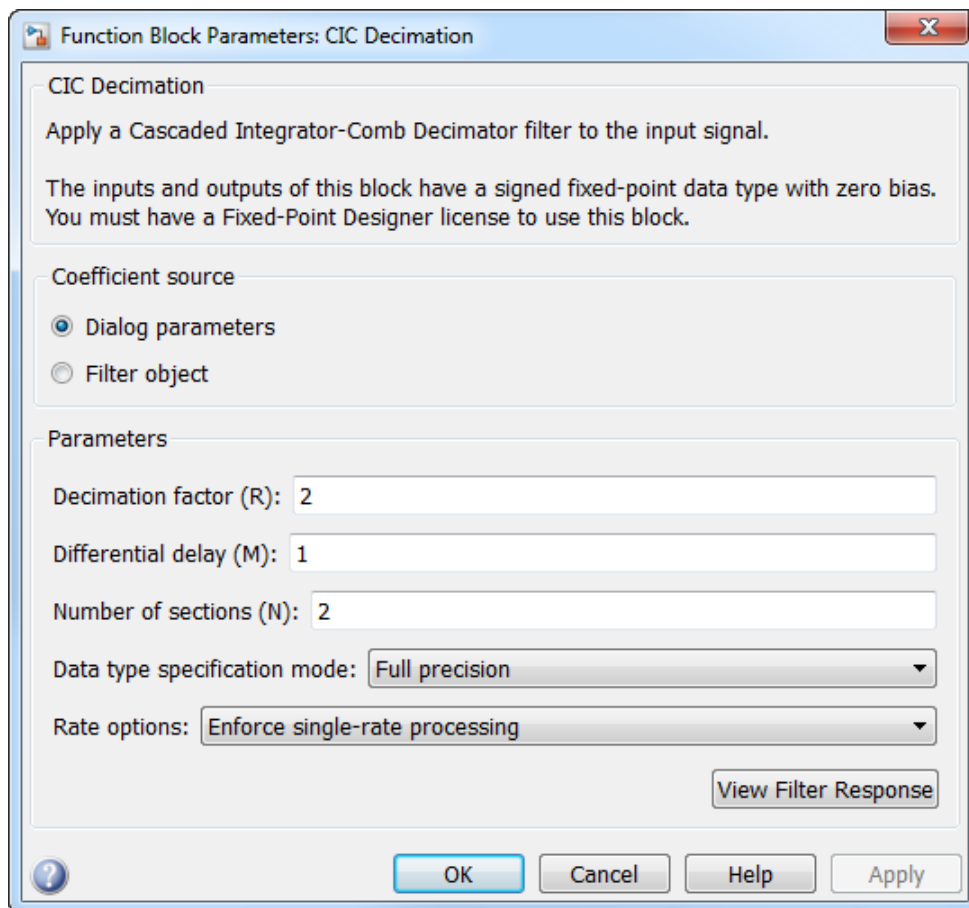 Function Block Parameters: CIC Decimation
CIC Decimation
Apply a Cascaded Integrator-Comb Decimator filter to the input signal.
The inputs and outputs of this block have a signed fixed-point data type with zero bias.
You must have a Fixed-Point Designer license to use this block.
Coefficient source
Dialog parameters
Filter object
Parameters
Decimation factor (R): 2
Differential delay (M): 1
Number of sections (N): 2
Data type specification mode: Full precision
Rate options: Enforce single-rate processing
View Filter Response
? OK Cancel Help Apply